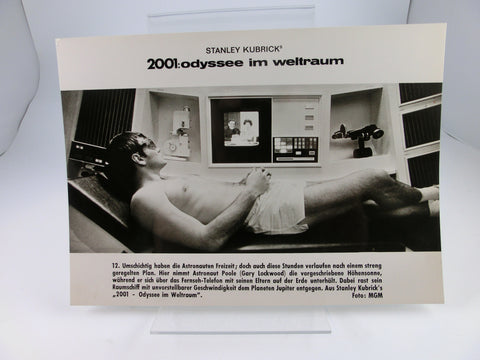 STANLEY KUBRICK'S
2001: odyssee im weltraum
12. Umschichtig haben die Astronauten Freizeit; doch auch diese Stunden verlaufen nach einem streng
geregelten Plan. Hier nimmt Astronaut Poole (Gary Lockwood) die vorgeschriebene Höhensonne,
während er sich über das Fernseh-Telefon mit seinen Eltern auf der Erde unterhält. Dabei rast sein
Raumschiff mit unvorstellbarer Geschwindigkeit dem Planeten Jupiter entgegen. Aus Stanley Kubrick's
„2001 - Odyssee im Weltraum". Foto: MGM